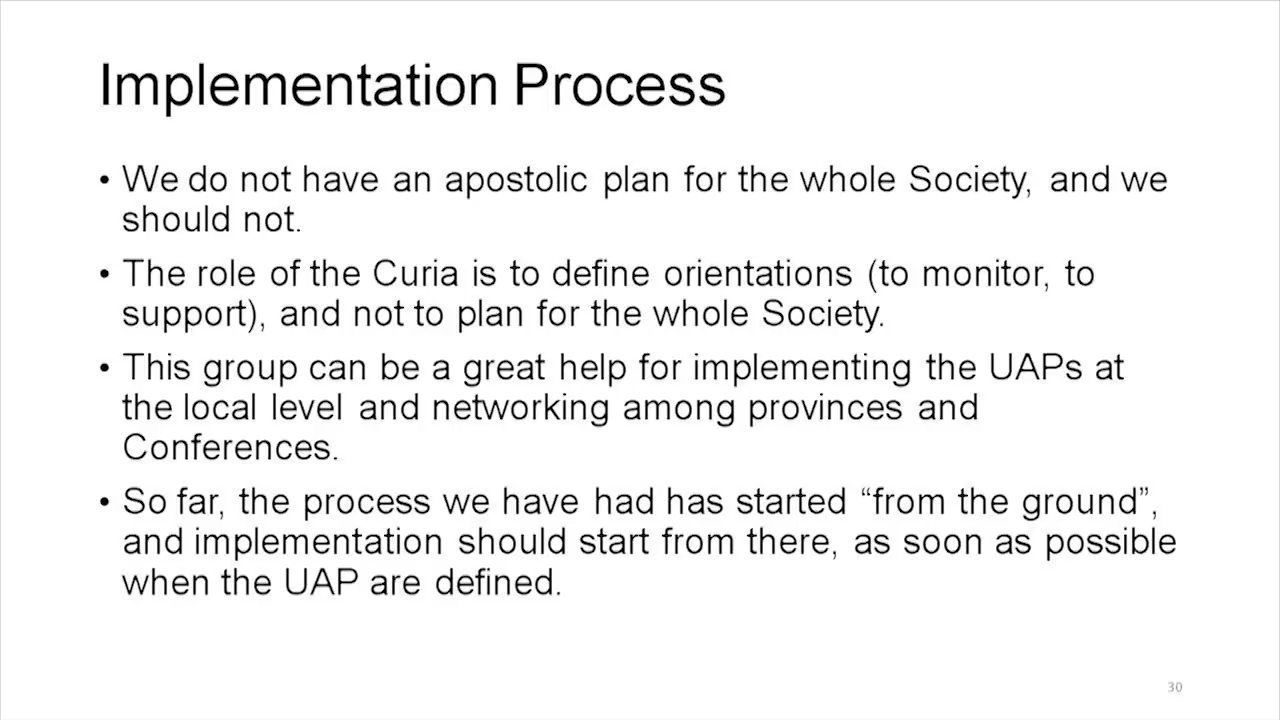 Implementation Process
• We do not have an apostolic plan for the whole Society, and we
should not.
• The role of the Curia is to define orientations (to monitor, to
support), and not to plan for the whole Society.
• This group can be a great help for implementing the UAPs at
the local level and networking among provinces and
Conferences.
• So far, the process we have had has started “from the ground”,
and implementation should start from there, as soon as possible
when the UAP are defined.
30